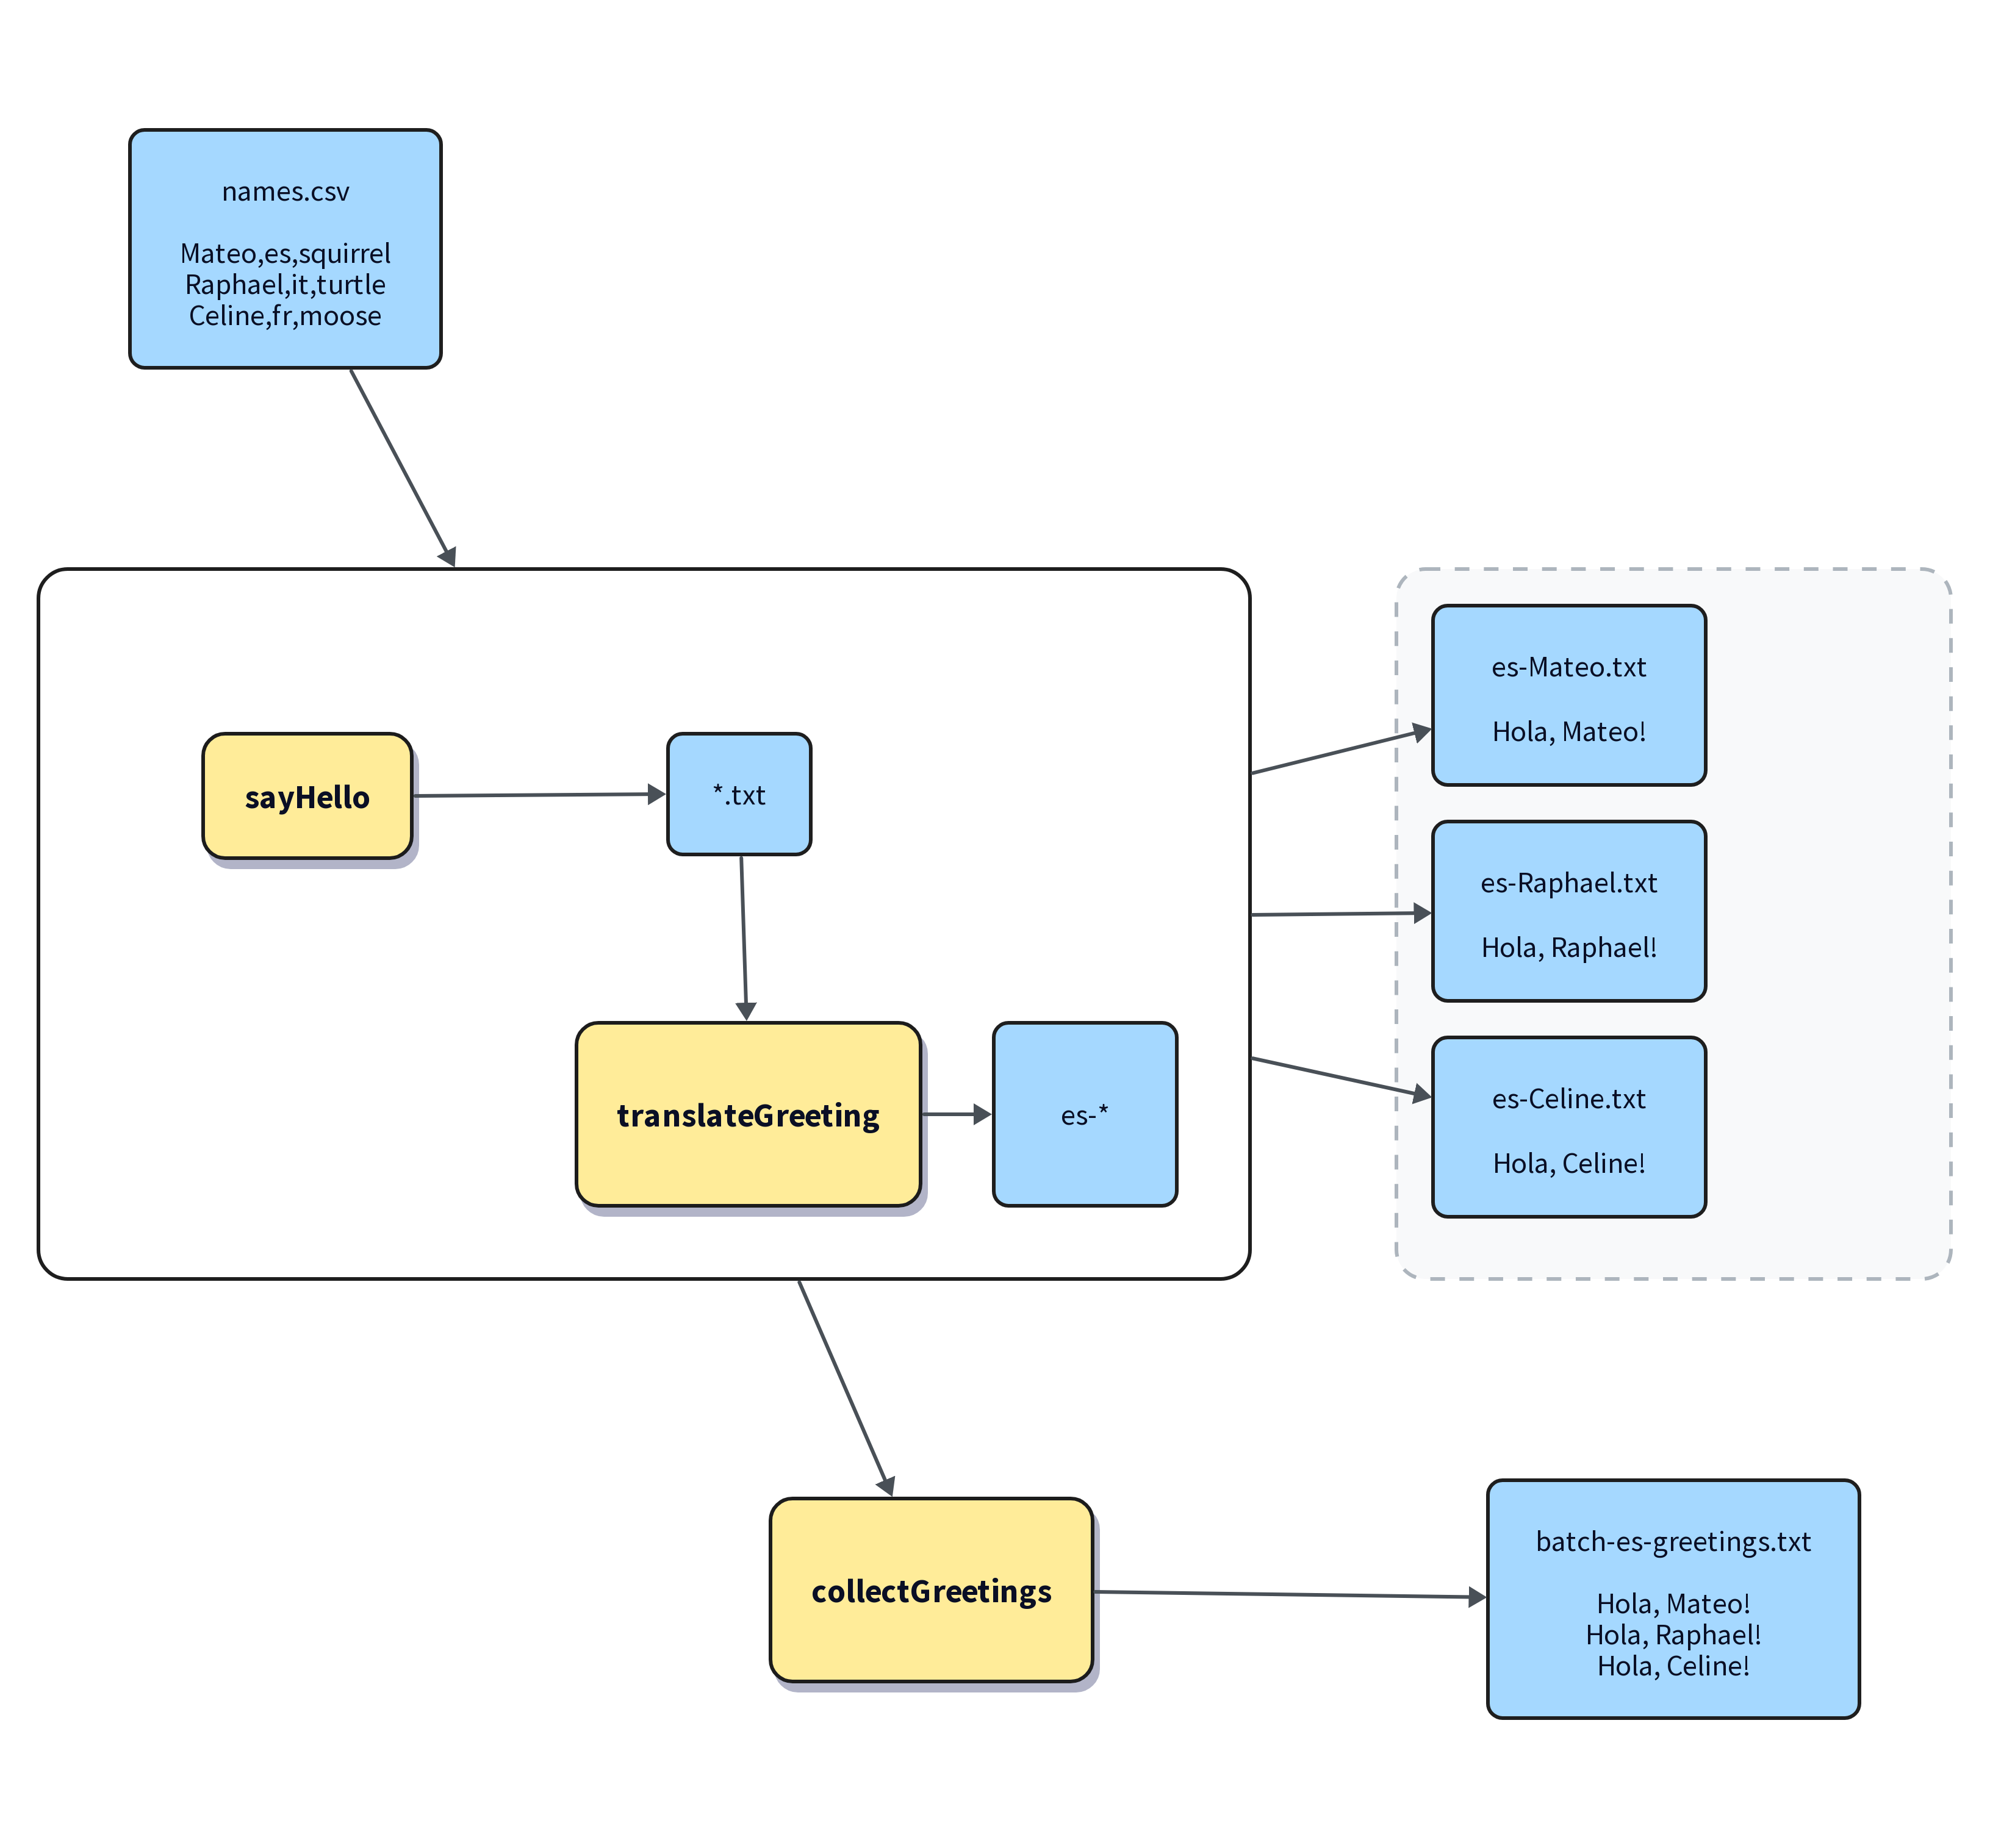 names.csv
Mateo,es,squirrel
Raphael,it,turtle
Celine,fr,moose
sayHello
*.txt
translateGreeting
es-*
es-Mateo.txt
Hola, Mateo!
es-Raphael.txt
Hola, Raphael!
es-Celine.txt
Hola, Celine!
collectGreetings
batch-es-greetings.txt
Hola, Mateo!
Hola, Raphael!
Hola, Celine!